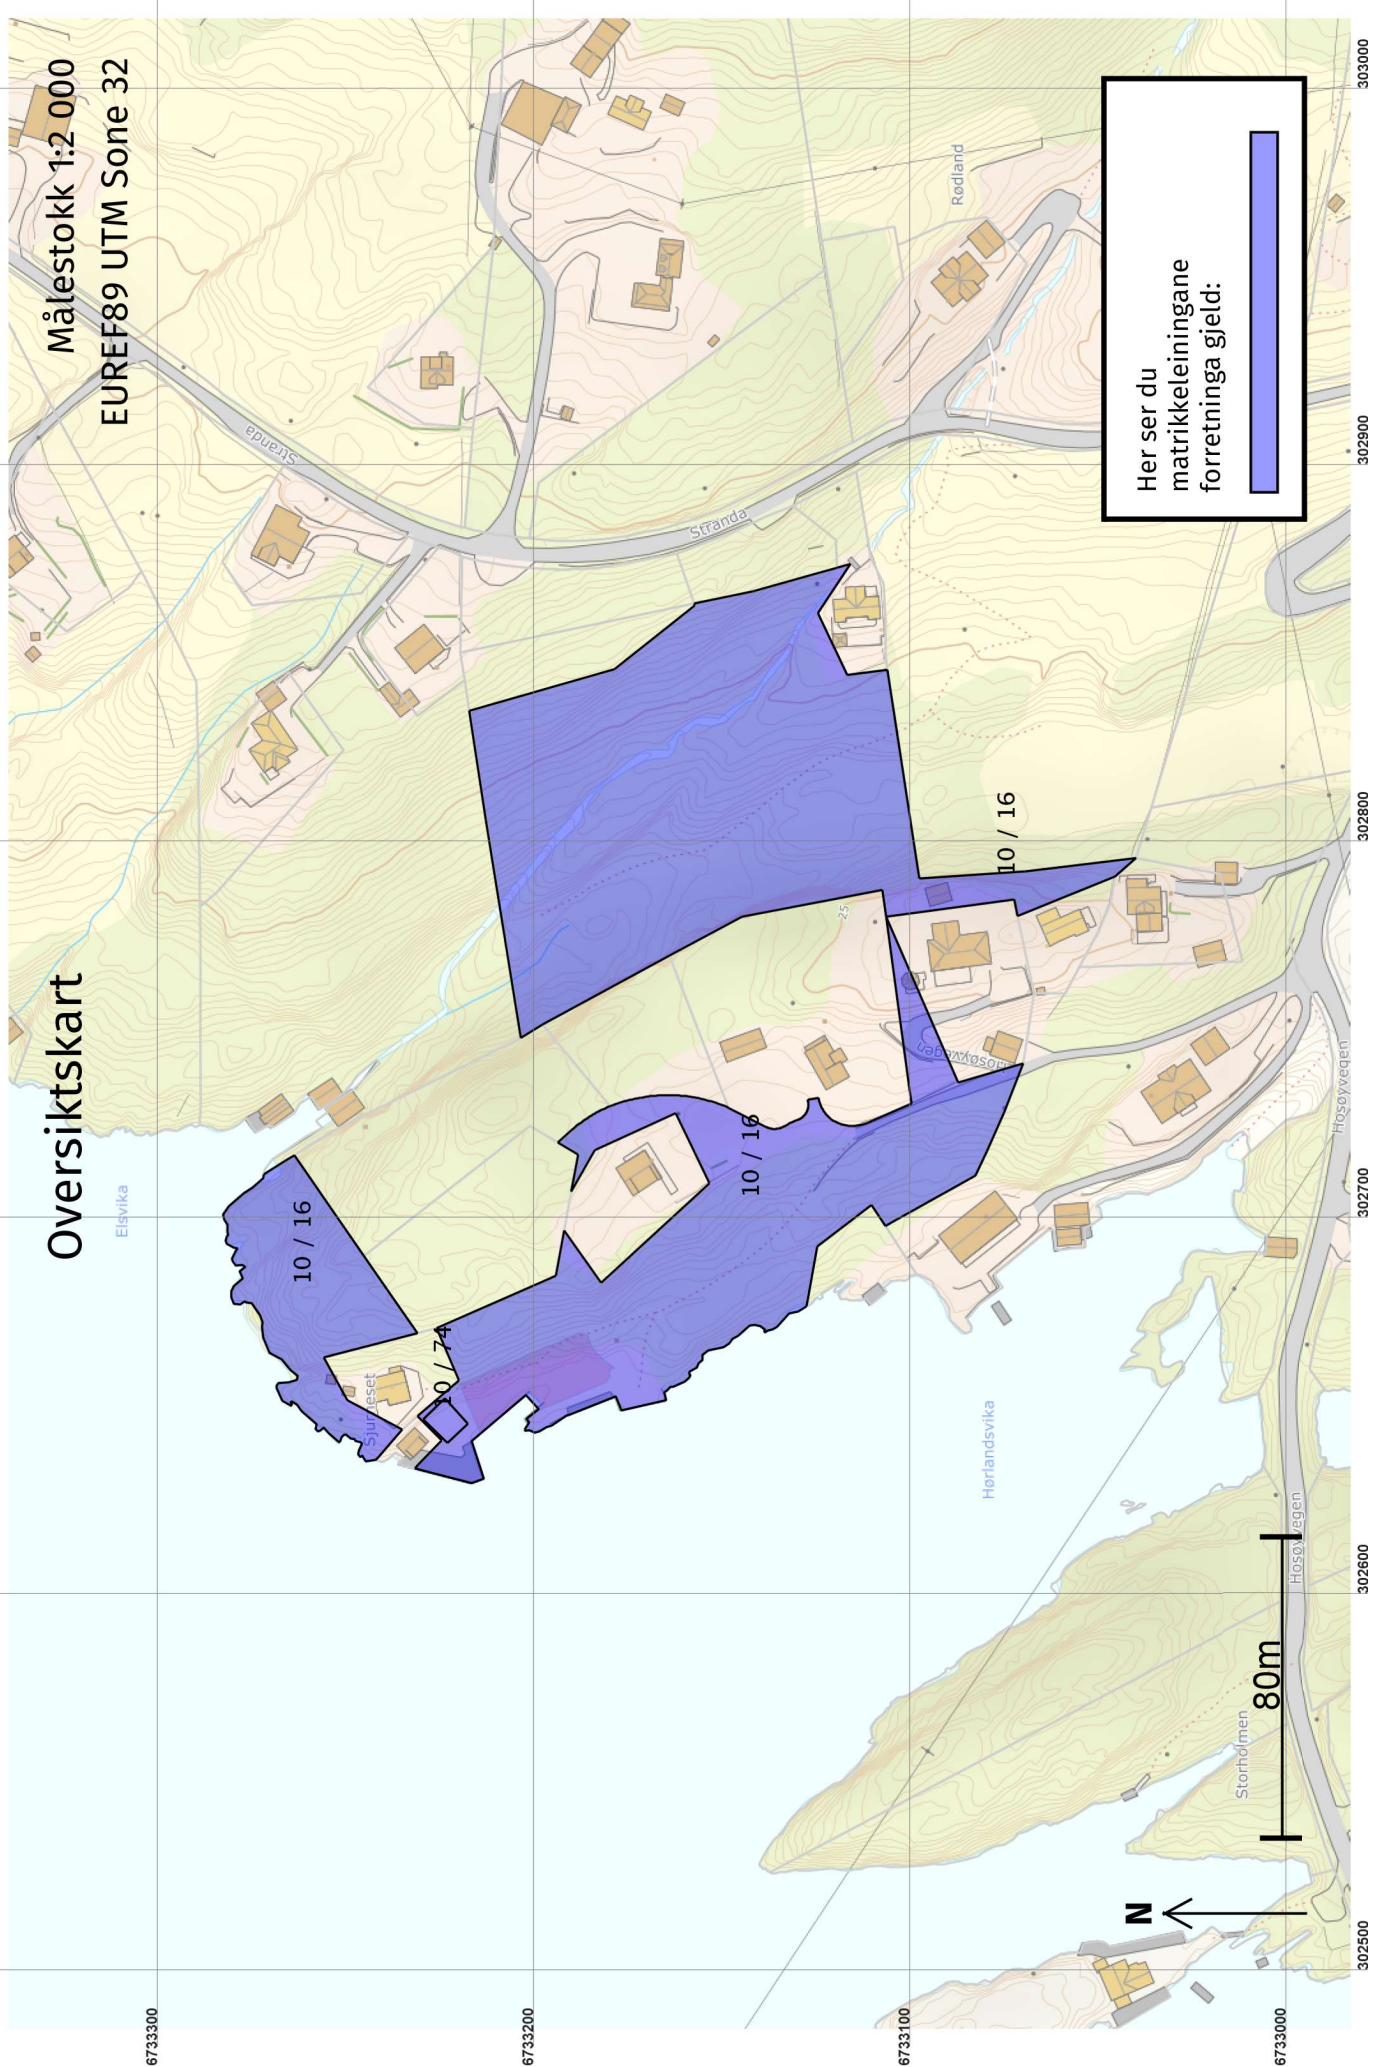 Oversiktskart
Målestokk 1:2 000
EUREF89 UTM Sone 32
Elsvika
10 / 16
Sjurneset
10 / 74
10 / 16
25
10 / 16
Stranda
Stranda
Rødland
Hosøyvegen
Hosøyvegen
Hosøyvegen
Hørlandsvika
Storholmen
Her ser du
matrikkeleiningane
forretninga gjeld:
80m
N
6733300
6733200
6733100
6733000
302500
302600
302700
302800
302900
303000